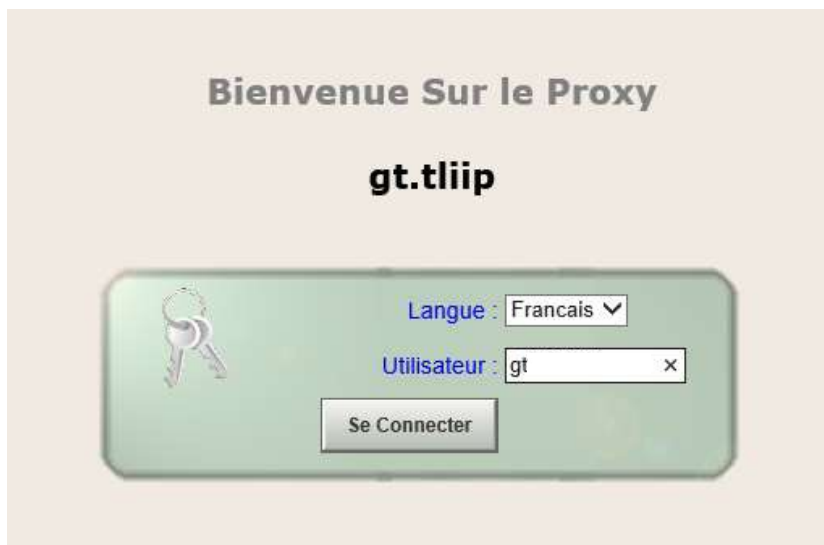 Bienvenue Sur le Proxy
gt.tliip
Langue : Francais
Utilisateur : gt ×
Se Connecter